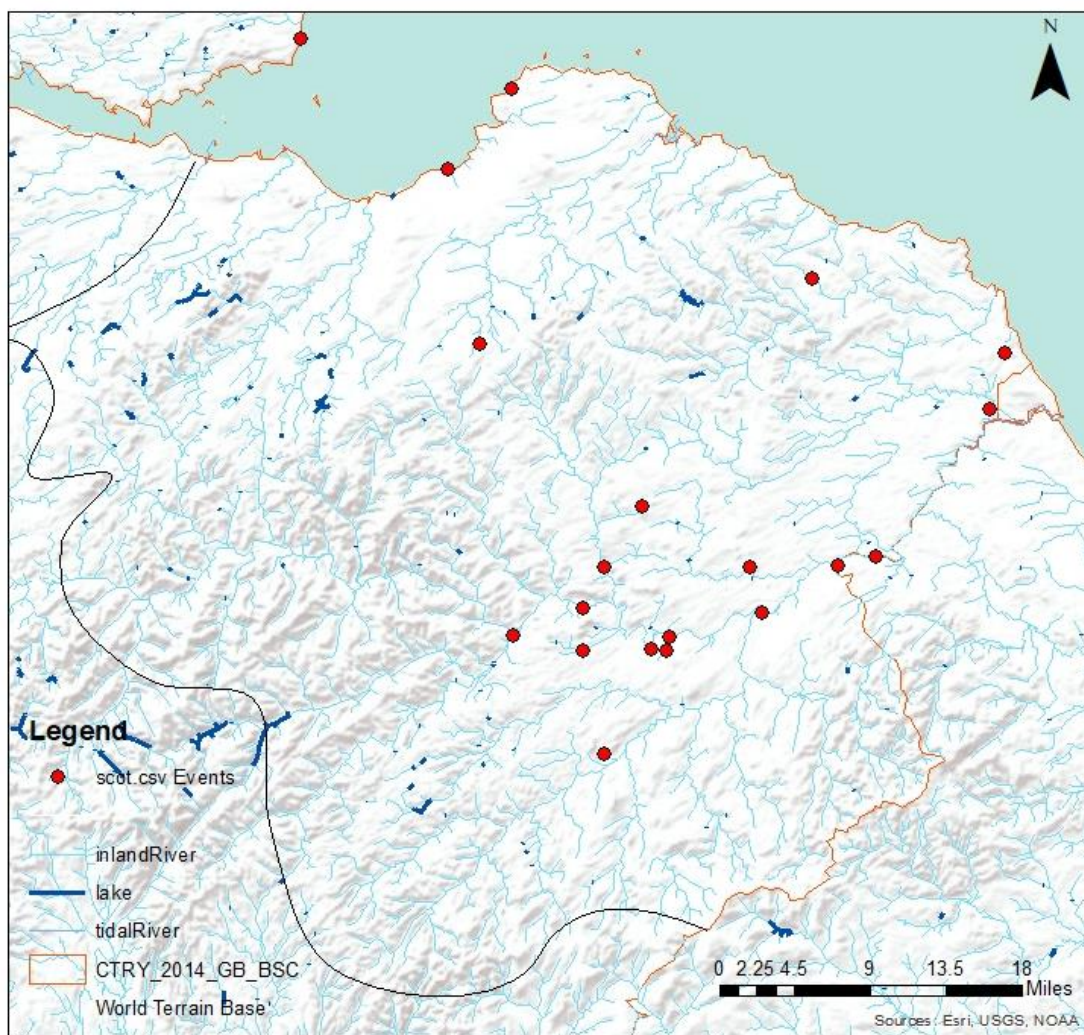 N
Legend
scot.csv Events
inlandRiver
lake
tidalRiver
CTRY_2014_GB_BSC
World Terrain Base
0 2.25 4.5 9 13.5 18
Miles
Sources: Esri, USGS, NOAA